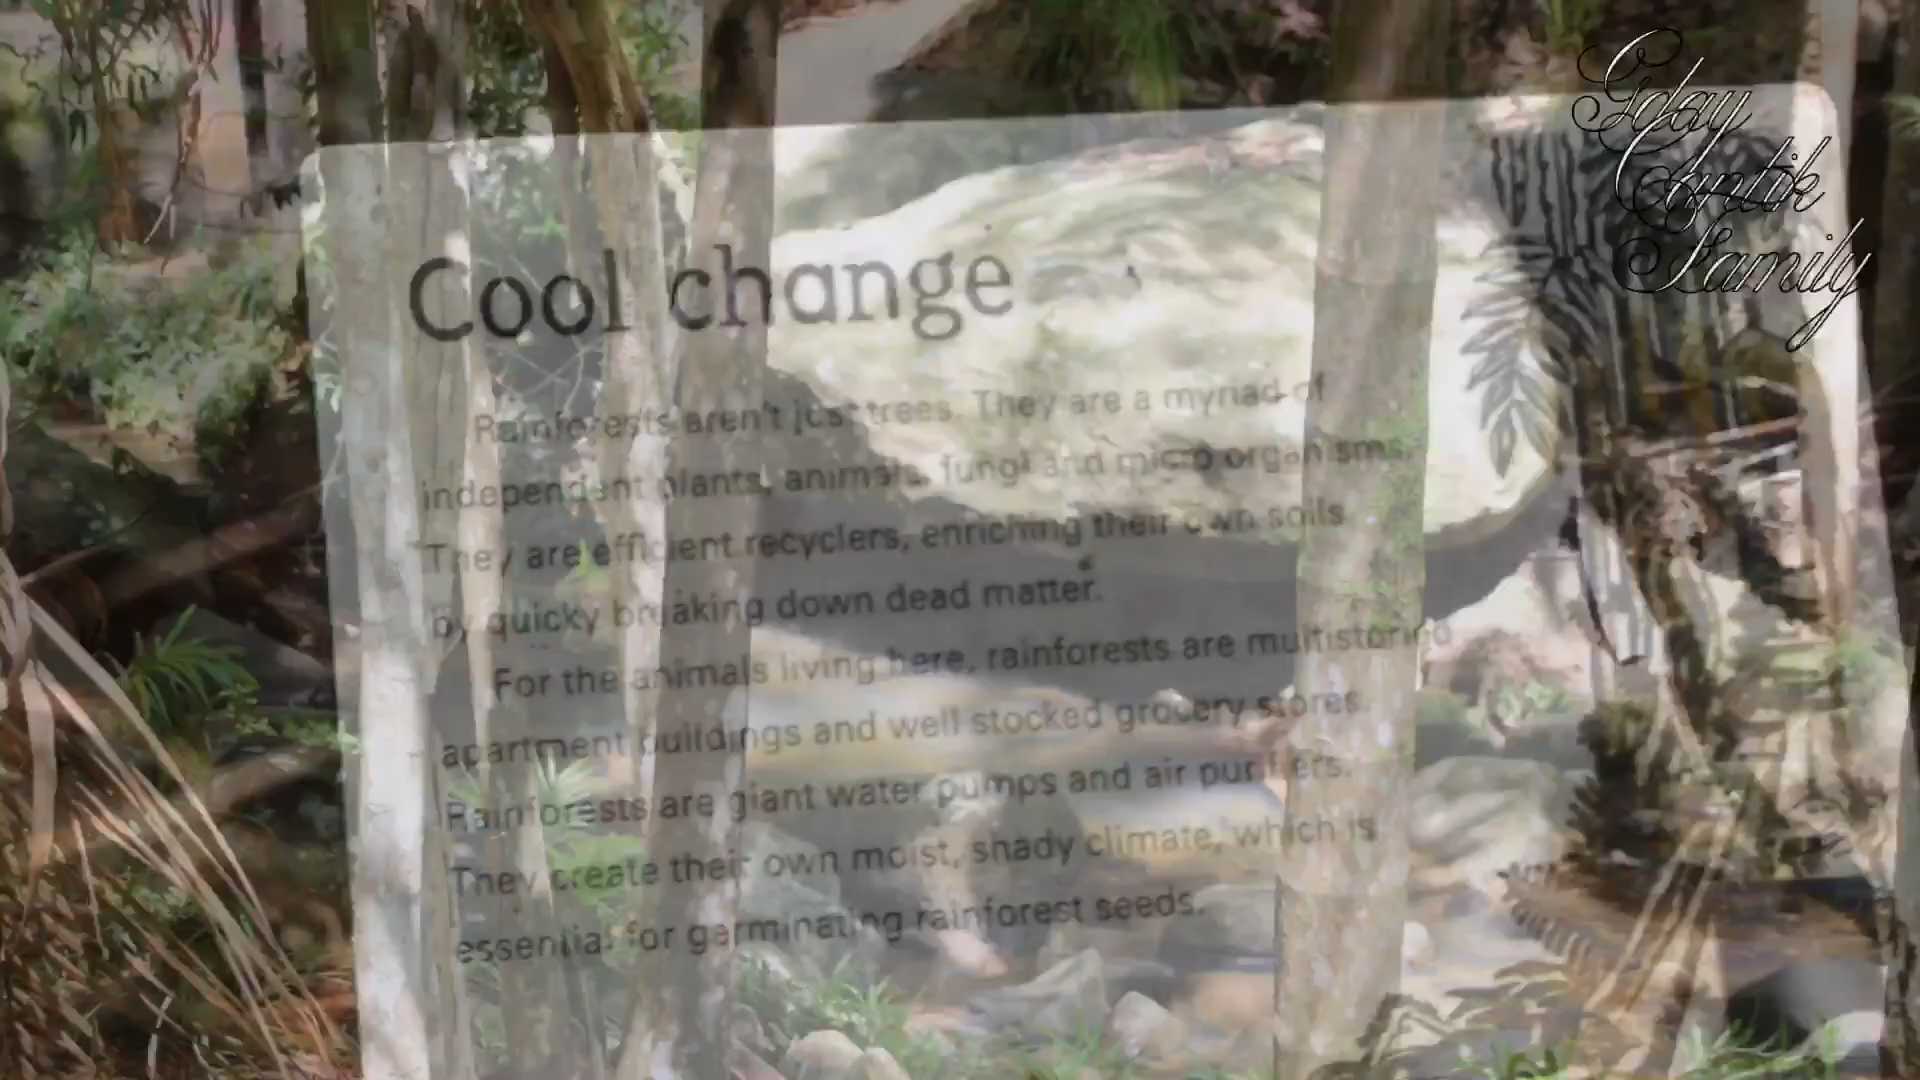 Gday
Cantik
Family
Cool change
Rainforests aren't just trees. They are a myriad of
independent plants, animals, fungi and micro organisms.
They are efficient recyclers, enriching their own soils
by quicky breaking down dead matter.
For the animals living here, rainforests are multistoried
apartment buildings and well stocked grocery stores.
Rainforests are giant water pumps and air purifiers.
They create their own moist, shady climate, which is
essential for germinating rainforest seeds.